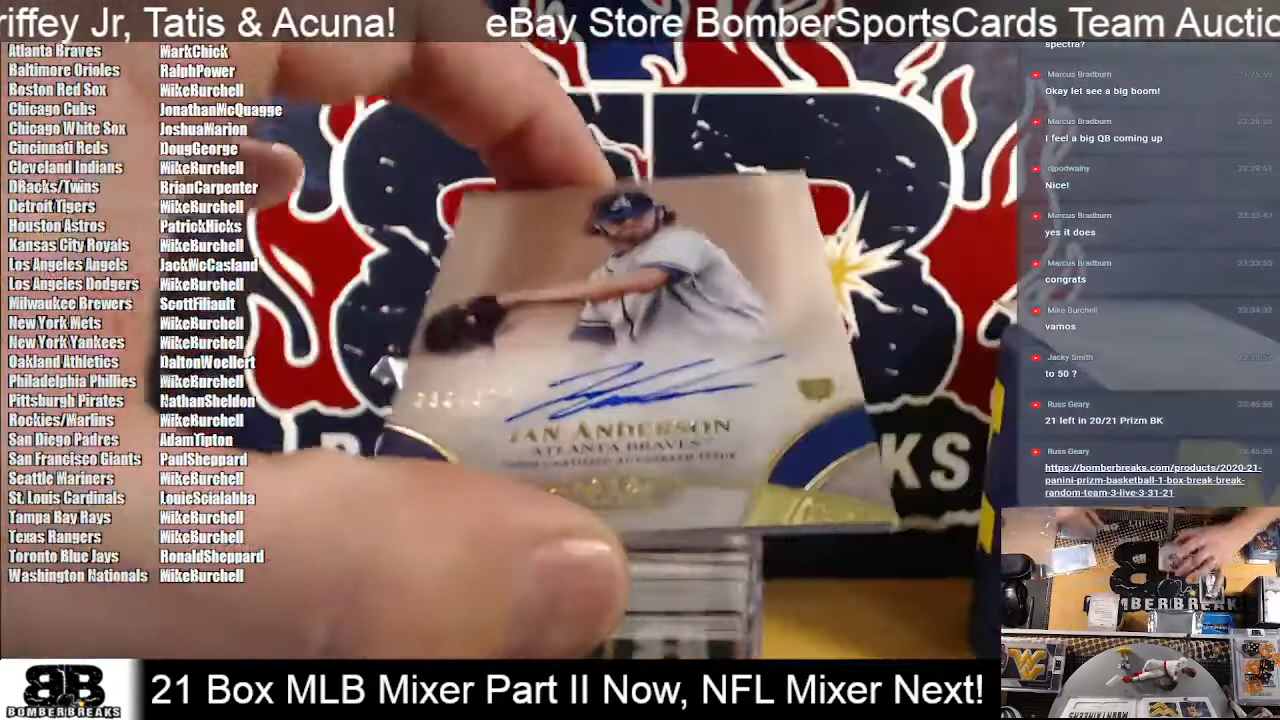 riffey Jr, Tatis & Acuna! eBay Store BomberSportsCards Team Auctio
Atlanta Braves MarkChick
Baltimore Orioles RalphPower
Boston Red Sox MikeBurchell
Chicago Cubs JonathanMcQuagge
Chicago White Sox JoshuaMarion
Cincinnati Reds DougGeorge
Cleveland Indians MikeBurchell
DBacks/Twins BrianCarpenter
Detroit Tigers MikeBurchell
Houston Astros PatrickHicks
Kansas City Royals MikeBurchell
Los Angeles Angels JackMcCasland
Los Angeles Dodgers MikeBurchell
Milwaukee Brewers ScottFiliault
New York Mets MikeBurchell
New York Yankees MikeBurchell
Oakland Athletics DaltonWoellert
Philadelphia Phillies MikeBurchell
Pittsburgh Pirates NathanSheldon
Rockies/Marlins MikeBurchell
San Diego Padres AdamTipton
San Francisco Giants PaulSheppard
Seattle Mariners MikeBurchell
St. Louis Cardinals LouieScialabba
Tampa Bay Rays MikeBurchell
Texas Rangers MikeBurchell
Toronto Blue Jays RonaldSheppard
Washington Nationals MikeBurchell
IAN ANDERSON
ATLANTA BRAVES
KS
spectra?
Marcus Bradburn
Okay let see a big boom!
Marcus Bradburn
I feel a big QB coming up
djpodwalny
Nice!
Marcus Bradburn
yes it does
Marcus Bradburn
congrats
Mike Burchell
vamos
Jacky Smith
to 50 ?
Russ Geary
21 left in 20/21 Prizm BK
Russ Geary
https://bomberbreaks.com/products/2020-21-
panini-prizm-basketball-1-box-break-break-
random-team-3-live-3-31-21
BB
BOMBERBREAKS
21 Box MLB Mixer Part II Now, NFL Mixer Next!